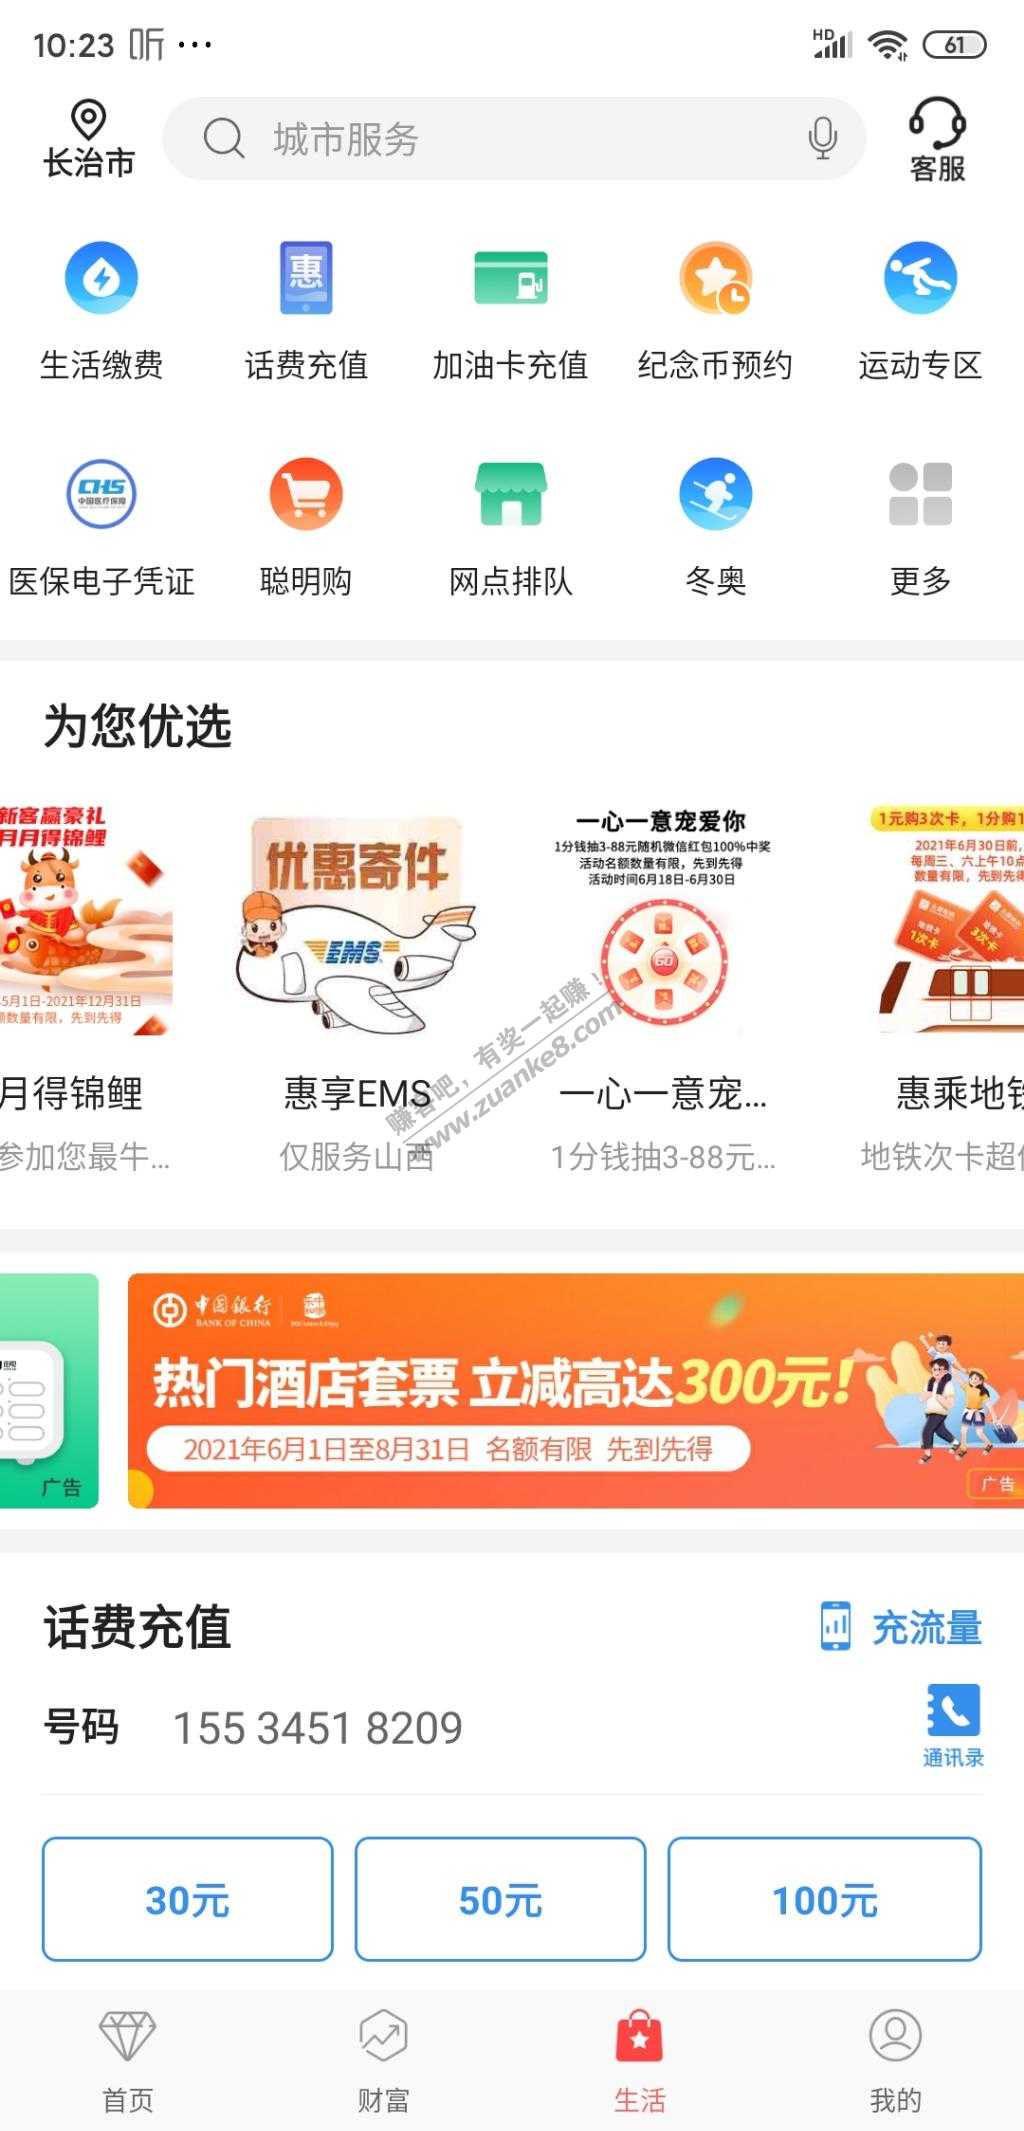 10:23 听 ...
HD
61
长治市
城市服务
客服
惠
生活缴费
话费充值
加油卡充值
纪念币预约
运动专区
CHS
中国医疗保障
医保电子凭证
聪明购
网点排队
冬奥
更多
为您优选
新客赢豪礼
月月得锦鲤
5月1日-2021年12月31日
数量有限，先到先得
优惠寄件
EMS
一心一意宠爱你
1分钱抽3-88元随机微信红包100%中奖
活动名额数量有限，先到先得
活动时间6月18日-6月30日
GO
1元购3次卡，1分购1
2021年6月30日前，
每周三、六上午10点
数量有限，先到先得
地铁卡
1次卡
地铁卡
3次卡
月得锦鲤
惠享EMS
一心一意宠...
惠乘地铁
参加您最牛...
仅服务山西
1分钱抽3-88元...
地铁次卡超值
赚客吧，有奖一起赚！
www.zuanke8.com
广告
中国银行
BANK OF CHINA
热门酒店套票 立减高达300元!
2021年6月1日至8月31日 名额有限 先到先得
广告
话费充值
充流量
号码
155 3451 8209
通讯录
30元
50元
100元
首页
财富
生活
我的